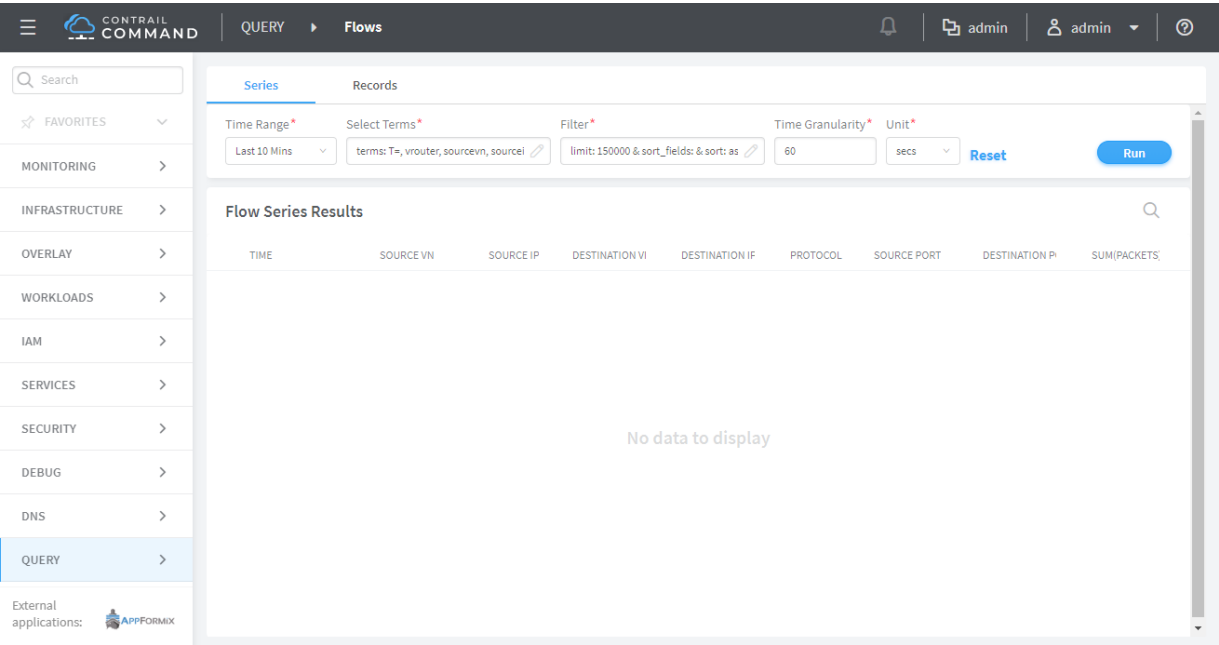 CONTRAIL
COMMAND
QUERY
Flows
admin
admin
Search
FAVORITES
MONITORING
INFRASTRUCTURE
OVERLAY
WORKLOADS
IAM
SERVICES
SECURITY
DEBUG
DNS
QUERY
External
applications:
APPFORMIX
Series
Records
Time Range*
Select Terms*
Filter*
Time Granularity*
Unit*
Last 10 Mins
terms: T=, vrouter, sourcevn, sourcei
limit: 150000 & sort_fields: & sort: as
60
secs
Reset
Run
Flow Series Results
TIME
SOURCE VN
SOURCE IP
DESTINATION VI
DESTINATION IF
PROTOCOL
SOURCE PORT
DESTINATION P
SUM(PACKETS)
No data to display